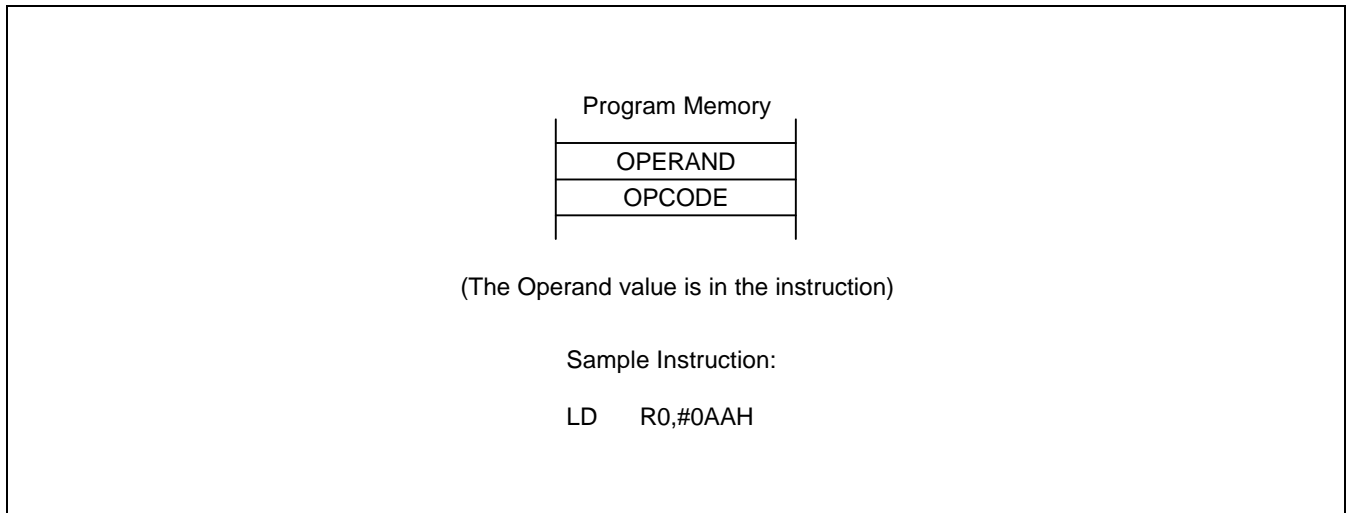 Program Memory
OPERAND
OPCODE
(The Operand value is in the instruction)
Sample Instruction:
LD R0,#0AAH